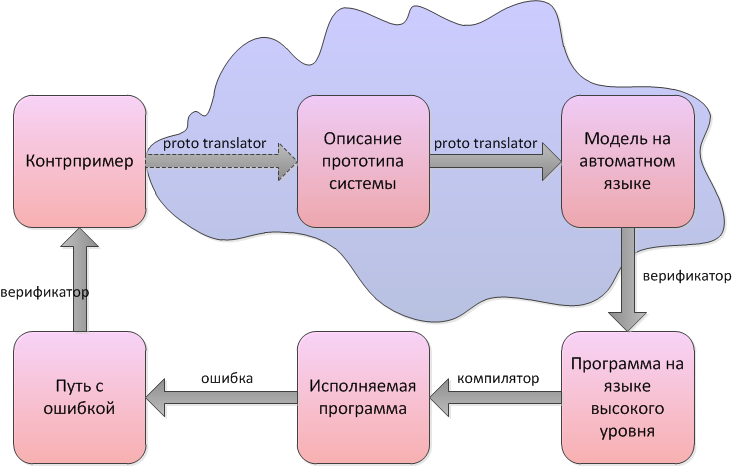 Контрпример
proto translator
Описание
прототипа
системы
proto translator
Модель на
автоматном
языке
верификатор
верификатор
Путь с
ошибкой
ошибка
Исполняемая
программа
компилятор
Программа на
языке
высокого
уровня